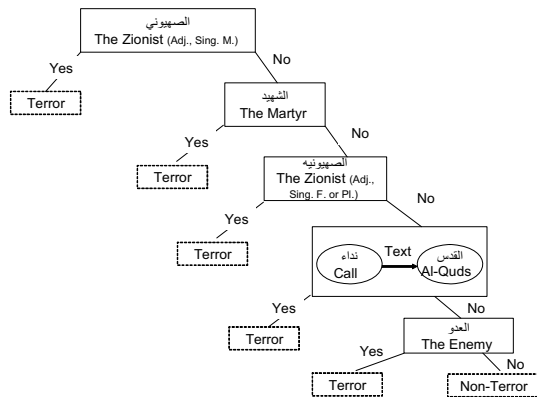 الصهيوني
The Zionist (Adj., Sing. M.)
Yes
No
Terror
الشهيد
The Martyr
Yes
No
Terror
الصهيونيه
The Zionist (Adj.,
Sing. F. or Pl.)
Yes
No
Terror
نداء
Call
Text
القدس
Al-Quds
Yes
No
Terror
العدو
The Enemy
Yes
No
Terror
Non-Terror